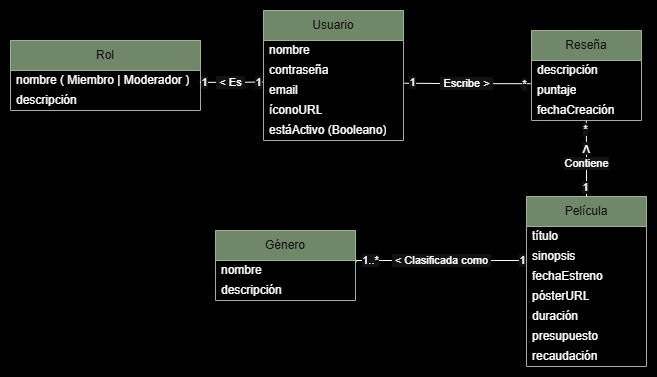 Usuario
nombre
contraseña
email
íconoURL
estáActivo (Booleano)
Rol
nombre ( Miembro | Moderador )
descripción
1 < Es 1
1 Escribe > *
Reseña
descripción
puntaje
fechaCreación
*
<
Contiene
1
Película
título
sinopsis
fechaEstreno
pósterURL
duración
presupuesto
recaudación
Género
nombre
descripción
1..* < Clasificada como 1